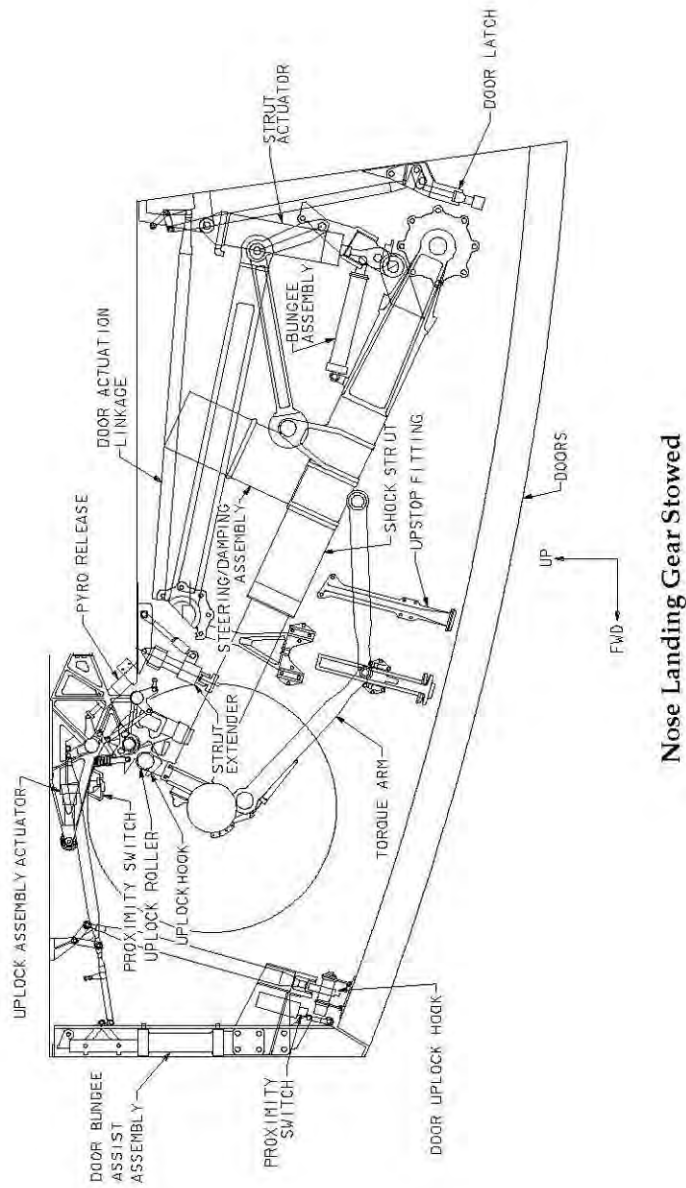 UPLOCK ASSEMBLY ACTUATOR
PYRO RELEASE
DOOR ACTUATION
LINKAGE
STRUT
ACTUATOR
BUNGEE
ASSEMBLY
DOOR LATCH
STEERING/DAMPING
ASSEMBLY
STRUT
EXTENDER
PROXIMITY SWITCH
UPLOCK ROLLER
UPLOCKHOOK
SHOCK STRUT
UPSTOP FITTING
TORQUE ARM
DOORS
DOOR BUNGEE
ASSIST
ASSEMBLY
PROXIMITY
SWITCH
DOOR UPLOCK HOOK
UP
FWD
Nose Landing Gear Stowed